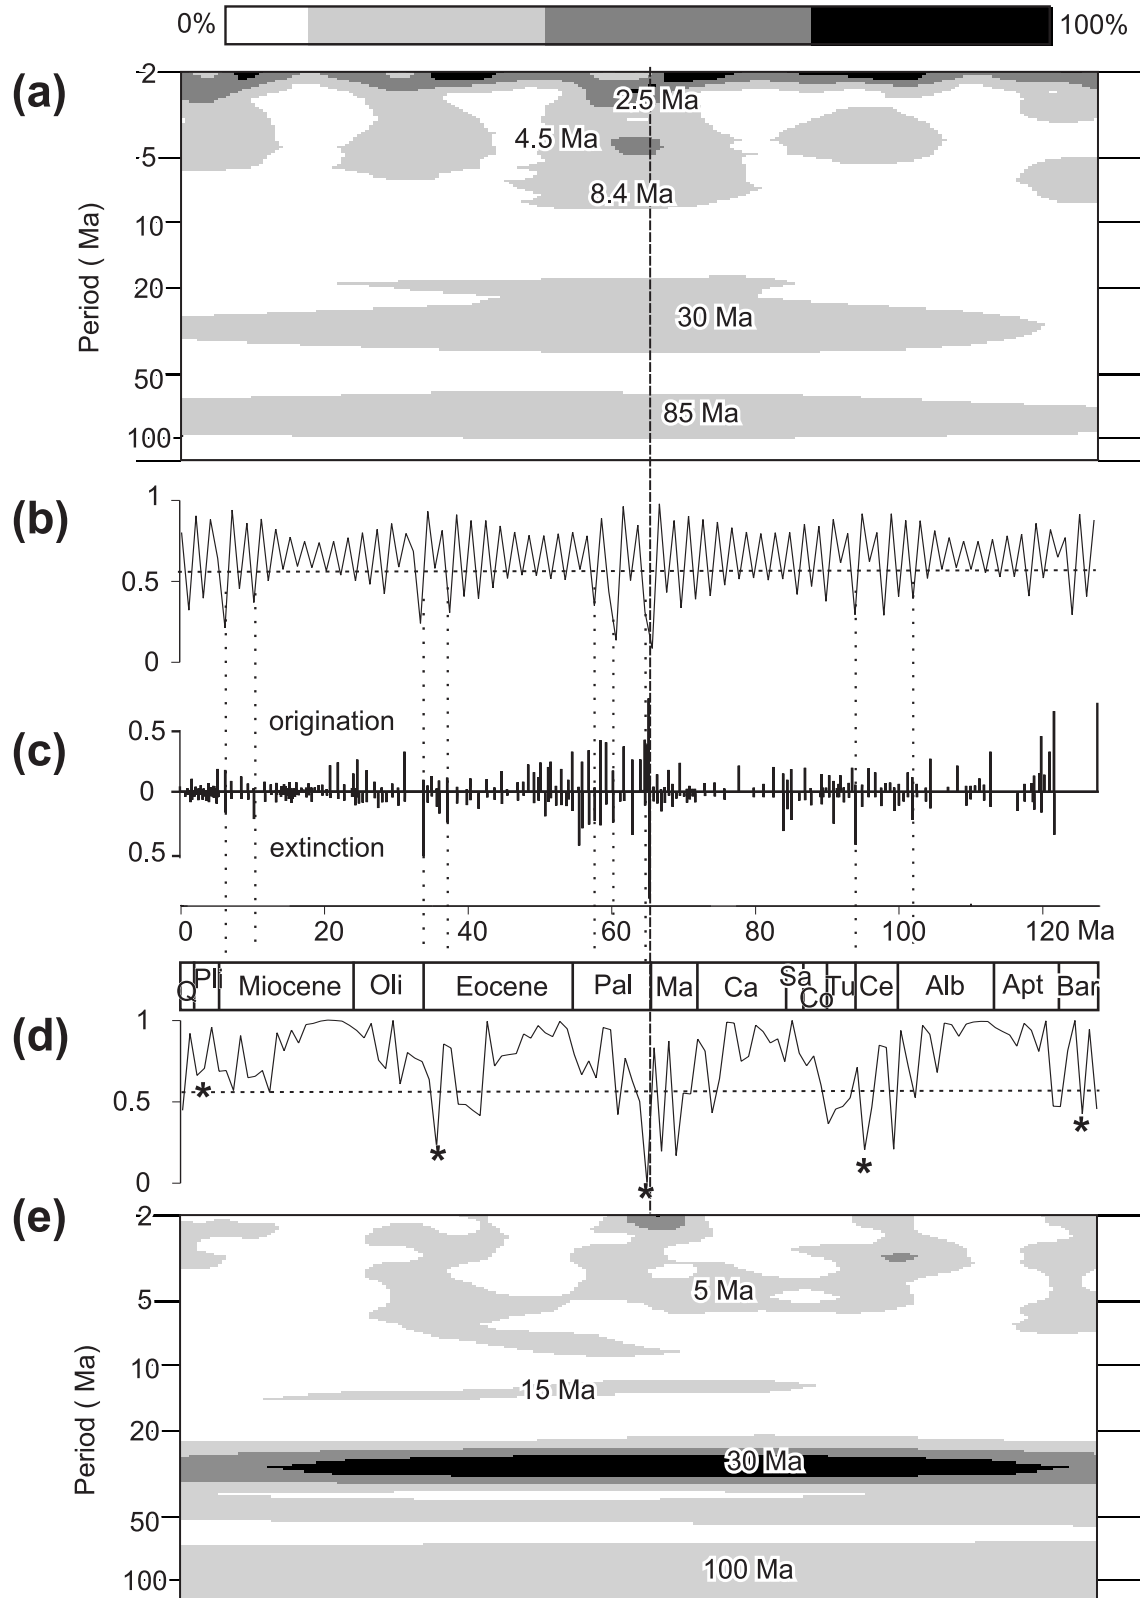 0% 100%
(a)
2
5
10
20
50
100
Period ( Ma)
2.5 Ma
4.5 Ma
8.4 Ma
30 Ma
85 Ma
(b)
1
0.5
0
(c)
0.5
0
0.5
origination
extinction
0 20 40 60 80 100 120 Ma
Q Pli Miocene Oli Eocene Pal Ma Ca Sa Co Tu Ce Alb Apt Bar
(d)
1
0.5
0
* * * * *
(e)
2
5
10
20
50
100
Period ( Ma)
5 Ma
15 Ma
30 Ma
100 Ma